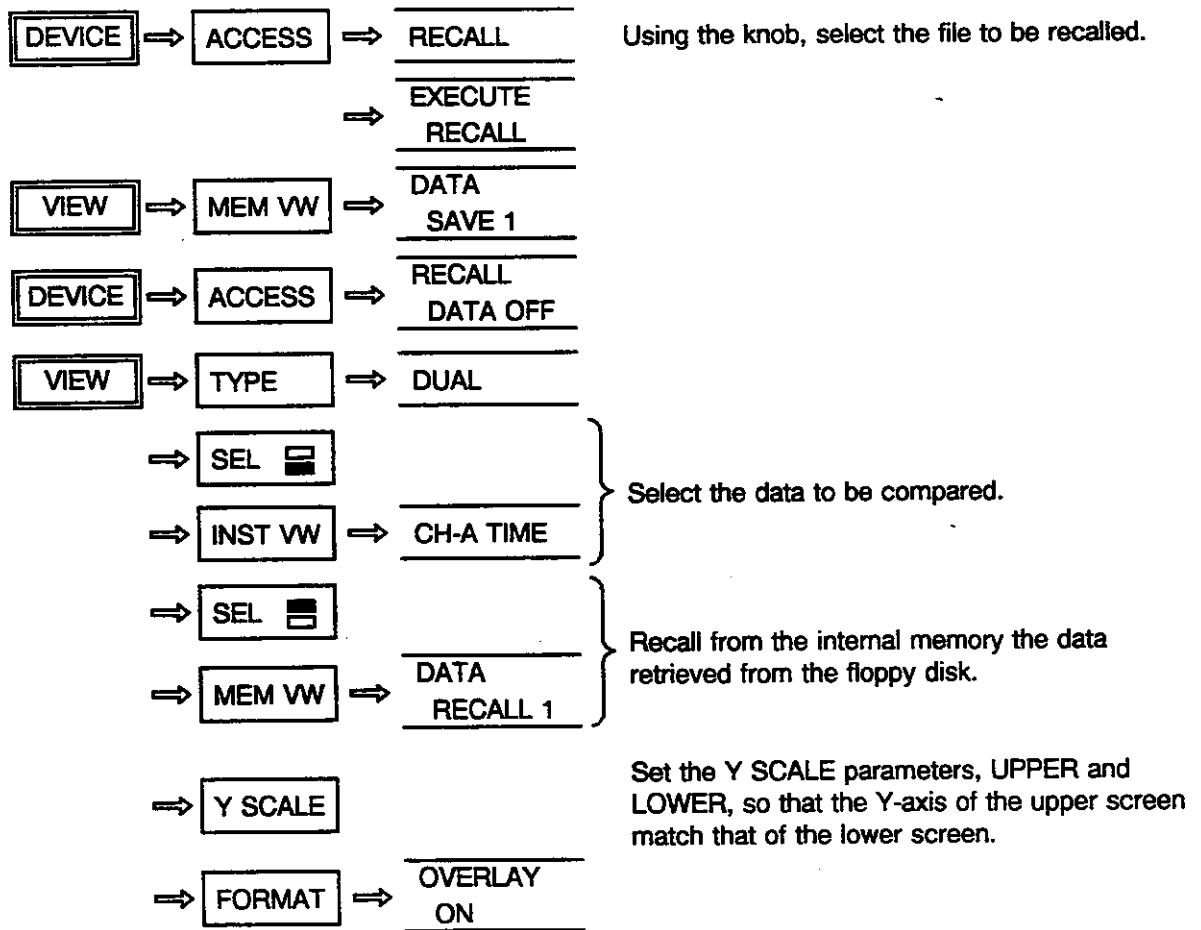 DEVICE ⇒ ACCESS ⇒ RECALL Using the knob, select the file to be recalled.
⇒ EXECUTE
RECALL
VIEW ⇒ MEM VW ⇒ DATA
SAVE 1
DEVICE ⇒ ACCESS ⇒ RECALL
DATA OFF
VIEW ⇒ TYPE ⇒ DUAL
⇒ SEL
Select the data to be compared.
⇒ INST VW ⇒ CH-A TIME
⇒ SEL
Recall from the internal memory the data
retrieved from the floppy disk.
⇒ MEM VW ⇒ DATA
RECALL 1
Set the Y SCALE parameters, UPPER and
LOWER, so that the Y-axis of the upper screen
match that of the lower screen.
⇒ Y SCALE
⇒ FORMAT ⇒ OVERLAY
ON